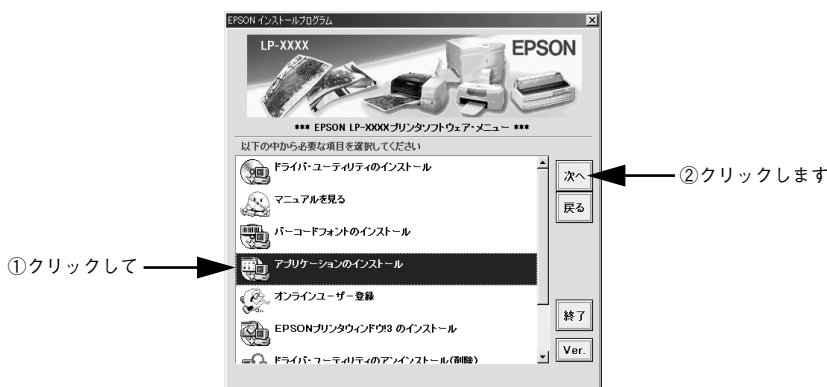 EPSON インストールプログラム
LP-XXXX
EPSON
*** EPSON LP-XXXXプリンタソフトウェア・メニュー ***
以下の中から必要な項目を選択してください
ドライバ・ユーティリティのインストール
次へ
②クリックします
マニュアルを見る
戻る
バーコードフォントのインストール
①クリックして
アプリケーションのインストール
オンラインユーザー登録
終了
EPSONプリンタウィンドウ!3 のインストール
Ver.
ドライバ・ユーティリティのアンインストール(削除)